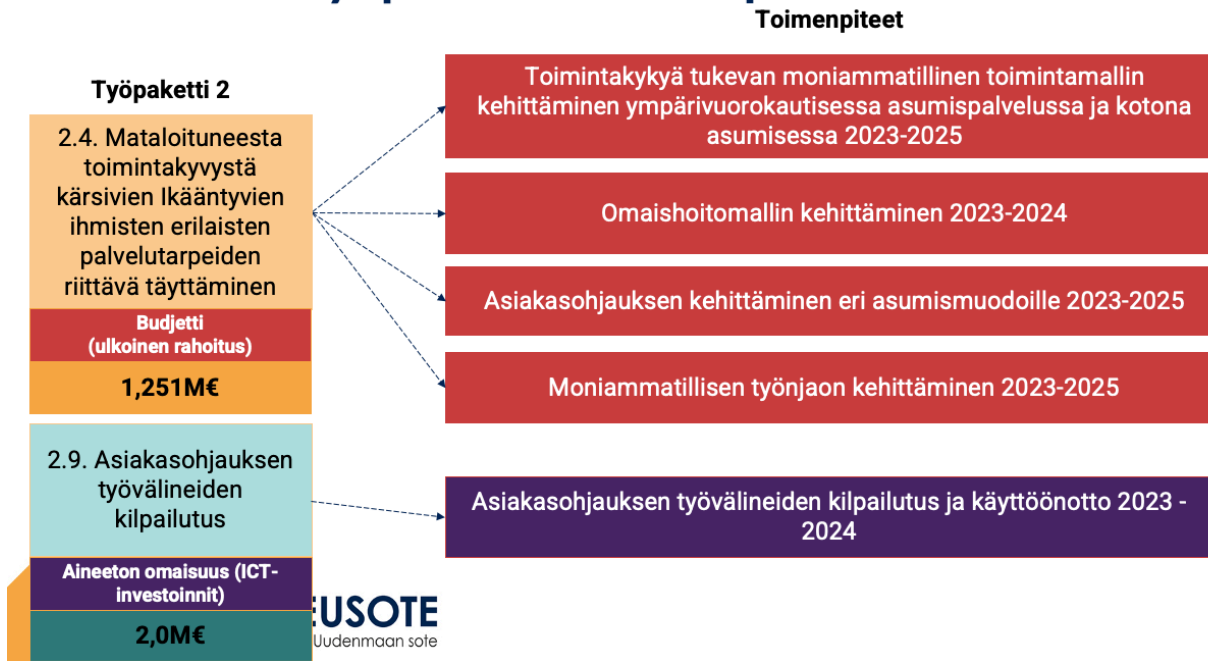 Toimenpiteet
Työpaketti 2
2.4. Mataloituneesta
toimintakyvystä
kärsivien Ikääntyvien
ihmisten erilaisten
palvelutarpeiden
riittävä täyttäminen
Budjetti
(ulkoinen rahoitus)
1,251M€
2.9. Asiakasohjauksen
työvälineiden
kilpailutus
Aineeton omaisuus (ICT-
investoinnit)
2,0M€
Toimintakykyä tukevan moniammatillinen toimintamallin
kehittäminen ympärivuorokautisessa asumispalvelussa ja kotona
asumisessa 2023-2025
Omaishoitomallin kehittäminen 2023-2024
Asiakasohjauksen kehittäminen eri asumismuodoille 2023-2025
Moniammatillisen työnjaon kehittäminen 2023-2025
Asiakasohjauksen työvälineiden kilpailutus ja käyttöönotto 2023 -
2024
USOTE
Uudenmaan sote